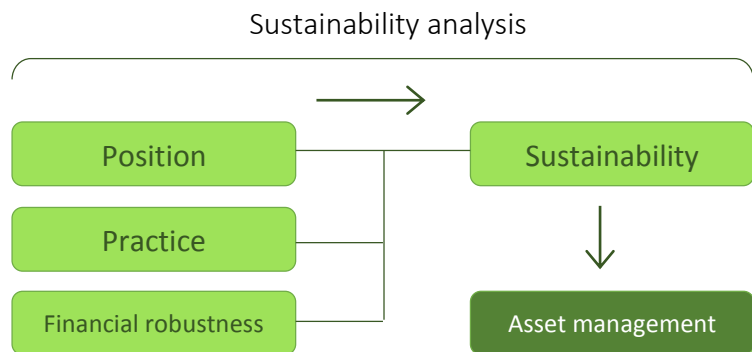 Sustainability analysis
Position
Sustainability
Practice
Financial robustness
Asset management